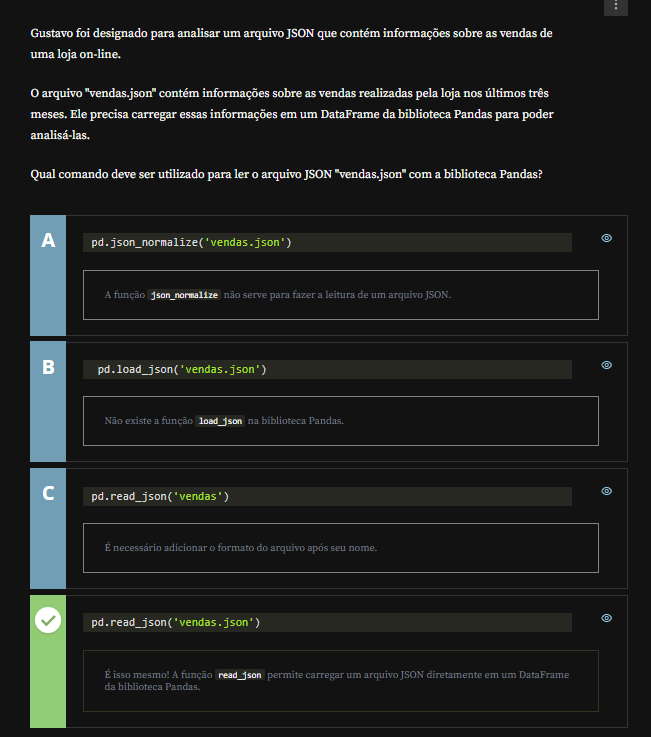 Gustavo foi designado para analisar um arquivo JSON que contém informações sobre as vendas de
uma loja on-line.
O arquivo "vendas.json" contém informações sobre as vendas realizadas pela loja nos últimos três
meses. Ele precisa carregar essas informações em um DataFrame da biblioteca Pandas para poder
analisá-las.
Qual comando deve ser utilizado para ler o arquivo JSON "vendas.json" com a biblioteca Pandas?
A
pd.json_normalize('vendas.json')
A função json_normalize não serve para fazer a leitura de um arquivo JSON.
B
pd.load_json('vendas.json')
Não existe a função load_json na biblioteca Pandas.
C
pd.read_json('vendas')
É necessário adicionar o formato do arquivo após seu nome.
pd.read_json('vendas.json')
É isso mesmo! A função read_json permite carregar um arquivo JSON diretamente em um DataFrame
da biblioteca Pandas.